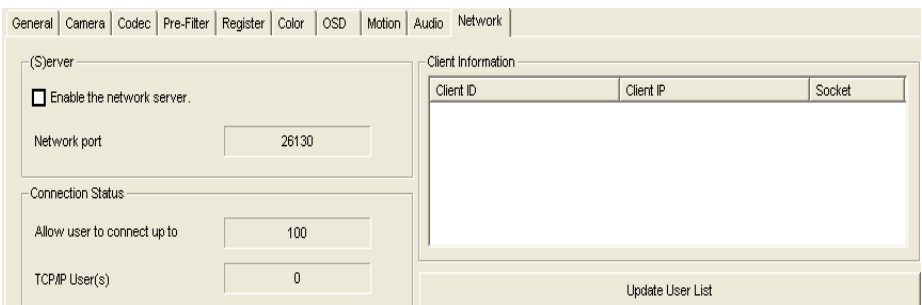 General Camera Codec Pre-Filter Register Color OSD Motion Audio Network
(S)erver
Enable the network server.
Network port 26130
Connection Status
Allow user to connect up to 100
TCP/IP User(s) 0
Client Information
Client ID Client IP Socket
Update User List